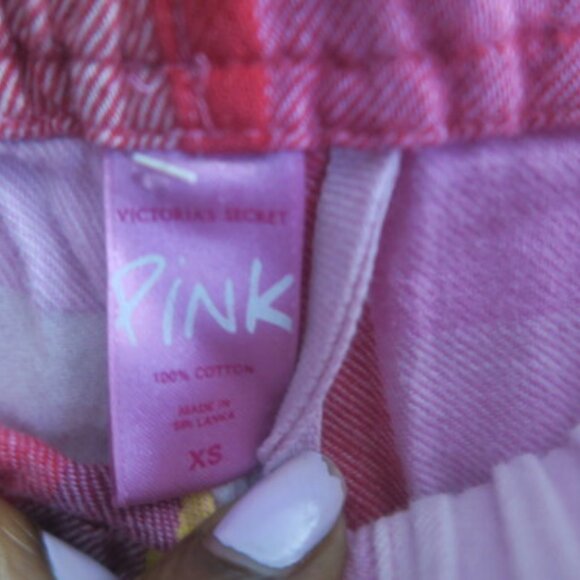 VICTORIA'S SECRET
PINK
100% COTTON
MADE IN
SRI LANKA
XS